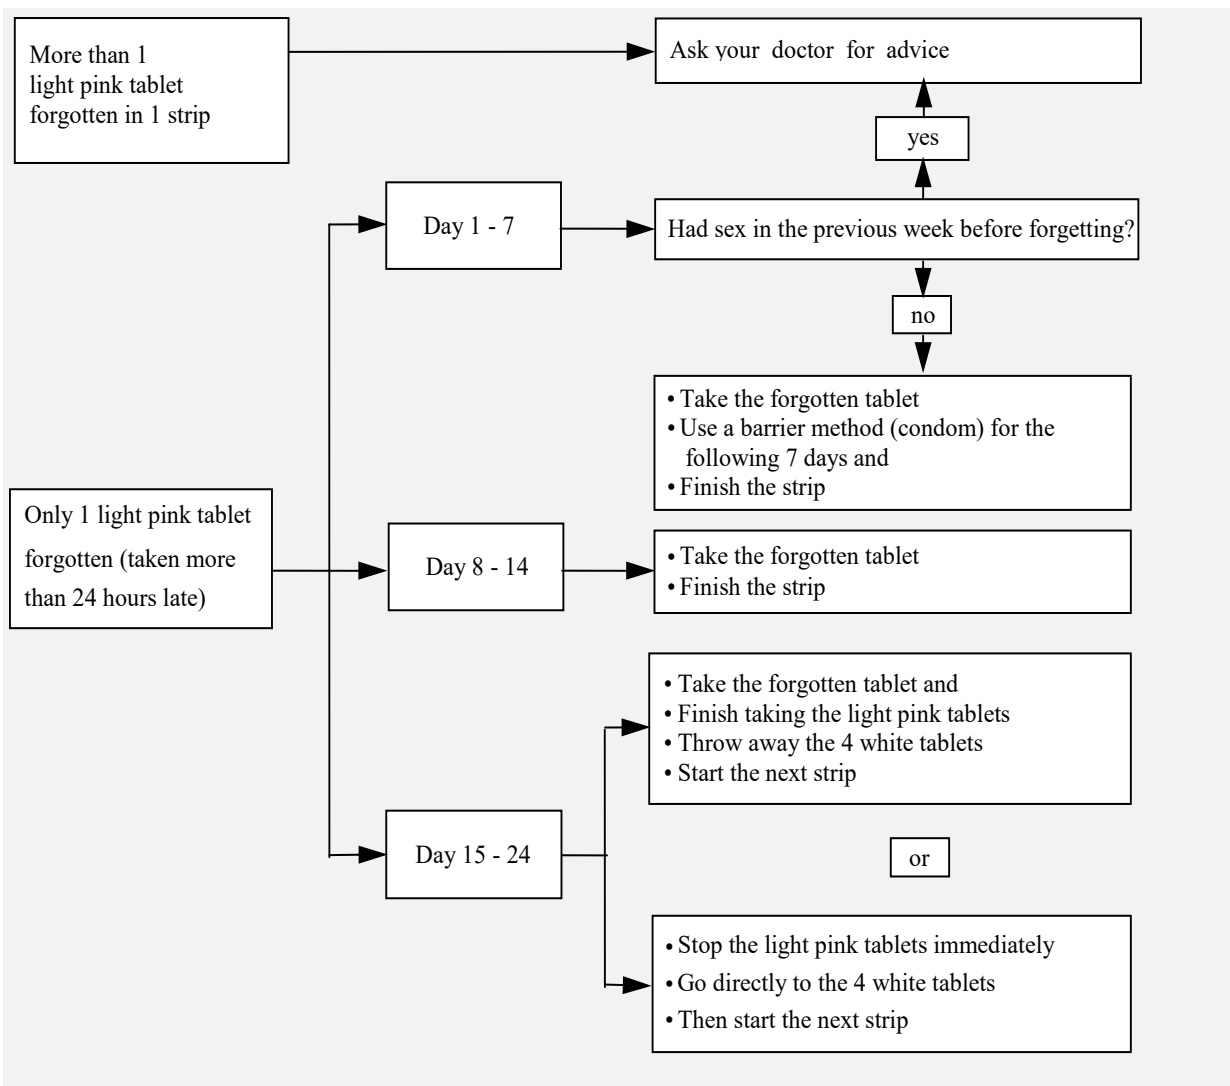 More than 1
light pink tablet
forgotten in 1 strip
Ask your doctor for advice
yes
Day 1 - 7
Had sex in the previous week before forgetting?
no
• Take the forgotten tablet
• Use a barrier method (condom) for the
following 7 days and
• Finish the strip
Only 1 light pink tablet
forgotten (taken more
than 24 hours late)
Day 8 - 14
• Take the forgotten tablet
• Finish the strip
• Take the forgotten tablet and
• Finish taking the light pink tablets
• Throw away the 4 white tablets
• Start the next strip
Day 15 - 24
or
• Stop the light pink tablets immediately
• Go directly to the 4 white tablets
• Then start the next strip